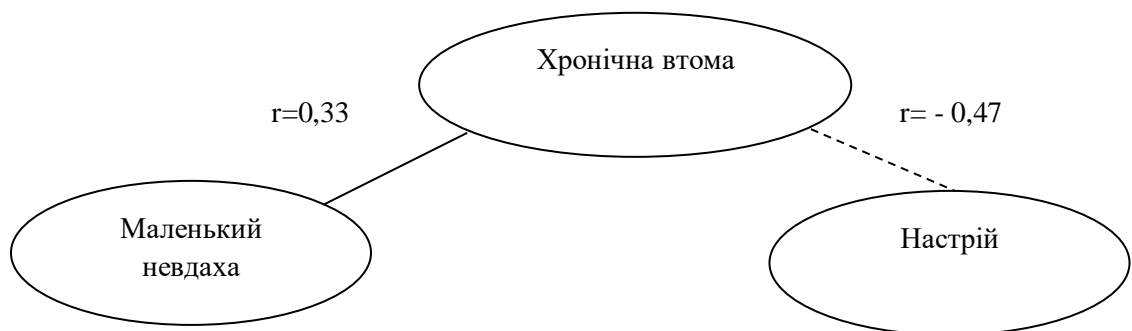 Хронічна втома
r=0,33
r= - 0,47
Маленький
невдаха
Настрій